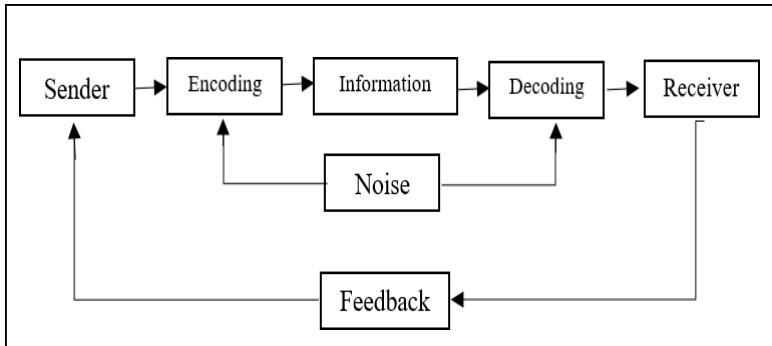 Sender
Encoding
Information
Decoding
Receiver
Noise
Feedback